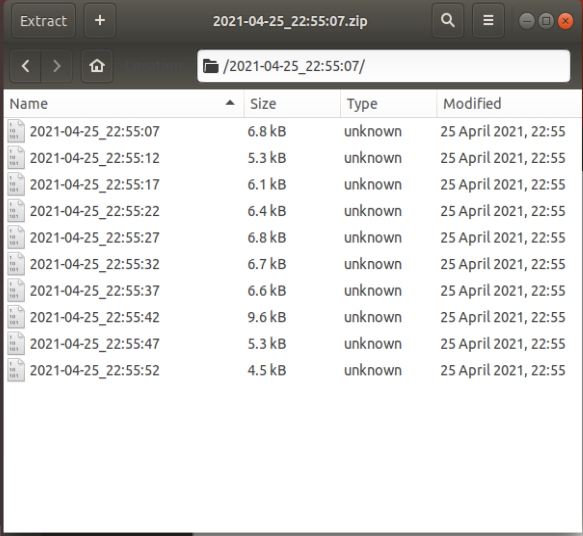 Extract + 2021-04-25_22:55:07.zip
/2021-04-25_22:55:07/
Name Size Type Modified
2021-04-25_22:55:07 6.8 kB unknown 25 April 2021, 22:55
2021-04-25_22:55:12 5.3 kB unknown 25 April 2021, 22:55
2021-04-25_22:55:17 6.1 kB unknown 25 April 2021, 22:55
2021-04-25_22:55:22 6.4 kB unknown 25 April 2021, 22:55
2021-04-25_22:55:27 6.8 kB unknown 25 April 2021, 22:55
2021-04-25_22:55:32 6.7 kB unknown 25 April 2021, 22:55
2021-04-25_22:55:37 6.6 kB unknown 25 April 2021, 22:55
2021-04-25_22:55:42 9.6 kB unknown 25 April 2021, 22:55
2021-04-25_22:55:47 5.3 kB unknown 25 April 2021, 22:55
2021-04-25_22:55:52 4.5 kB unknown 25 April 2021, 22:55